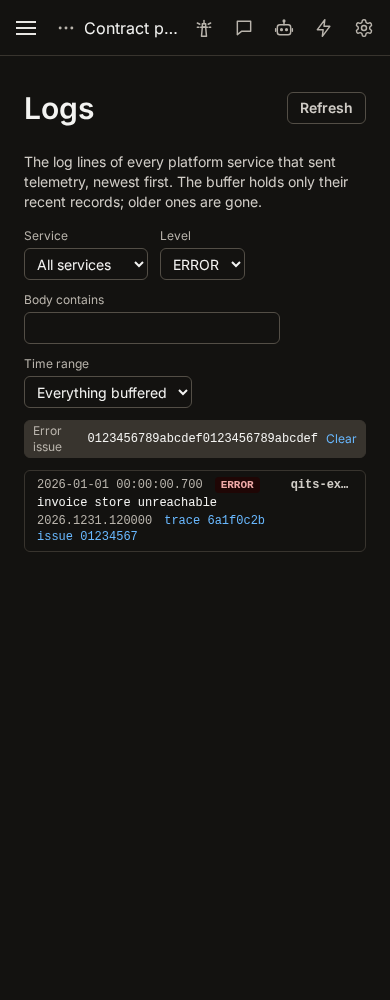 Contract p...
Logs
Refresh
The log lines of every platform service that sent
telemetry, newest first. The buffer holds only their
recent records; older ones are gone.
Service
Level
All services
ERROR
Body contains
Time range
Everything buffered
Error
issue
0123456789abcdef0123456789abcdef
Clear
2026-01-01 00:00:00.700 ERROR qits-ex…
invoice store unreachable
2026.1231.120000 trace 6a1f0c2b
issue 01234567